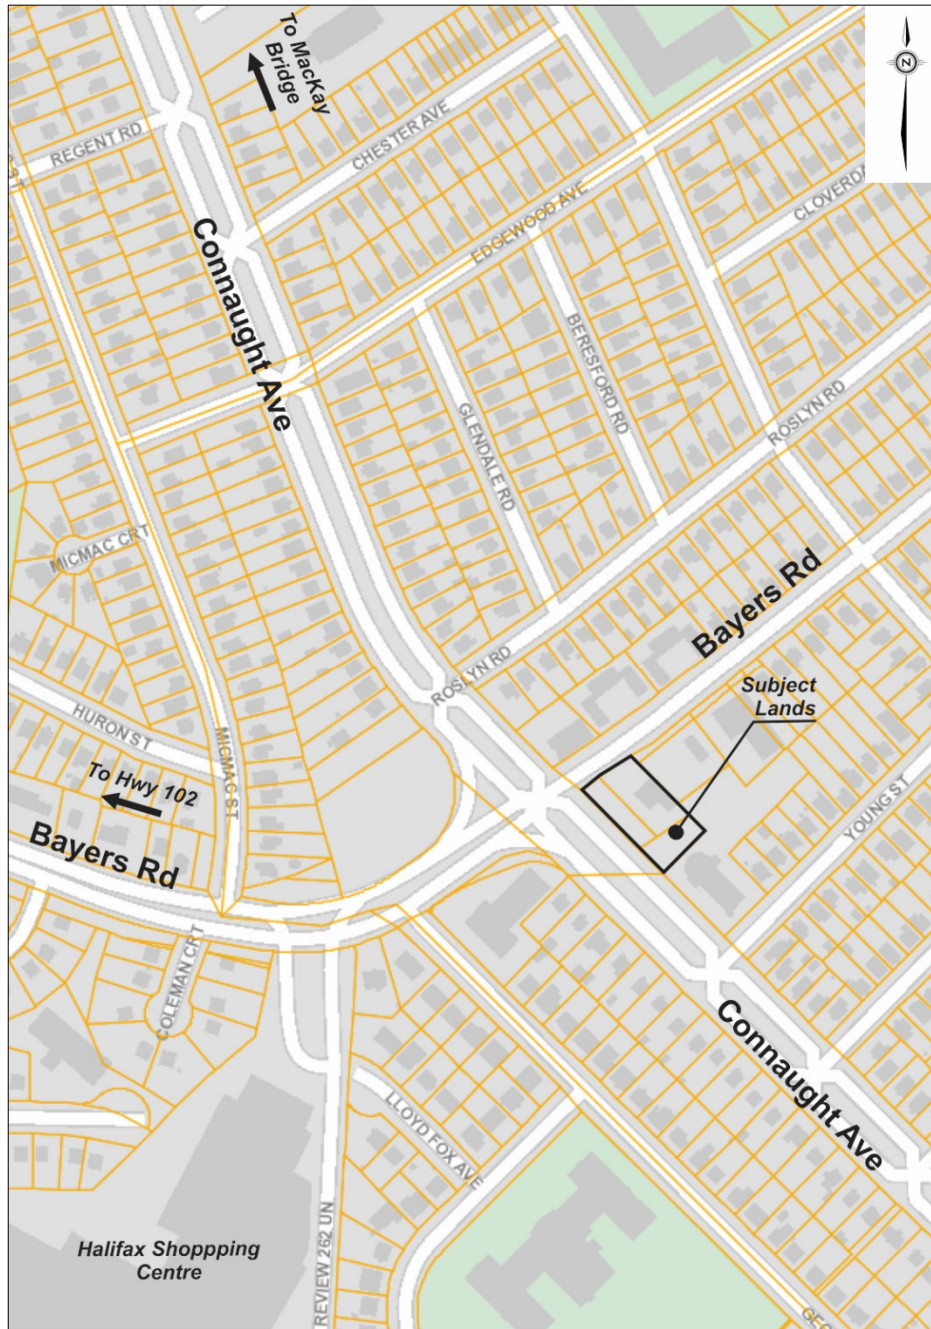 To MacKay
Bridge
N
REGENT RD
CHESTER AVE
EDGEWOOD AVE
Connaught Ave
BERESFORD RD
GLENDALE RD
ROSLYN RD
MICMAC CRT
Bayers Rd
ROSLYN RD
Subject
Lands
HURON ST
MICMAC ST
To Hwy 102
YOUNG ST
Bayers Rd
COLEMAN CRT
Connaught Ave
LLOYD FOX AVE
REVIEW 262 UN
Halifax Shoppping
Centre